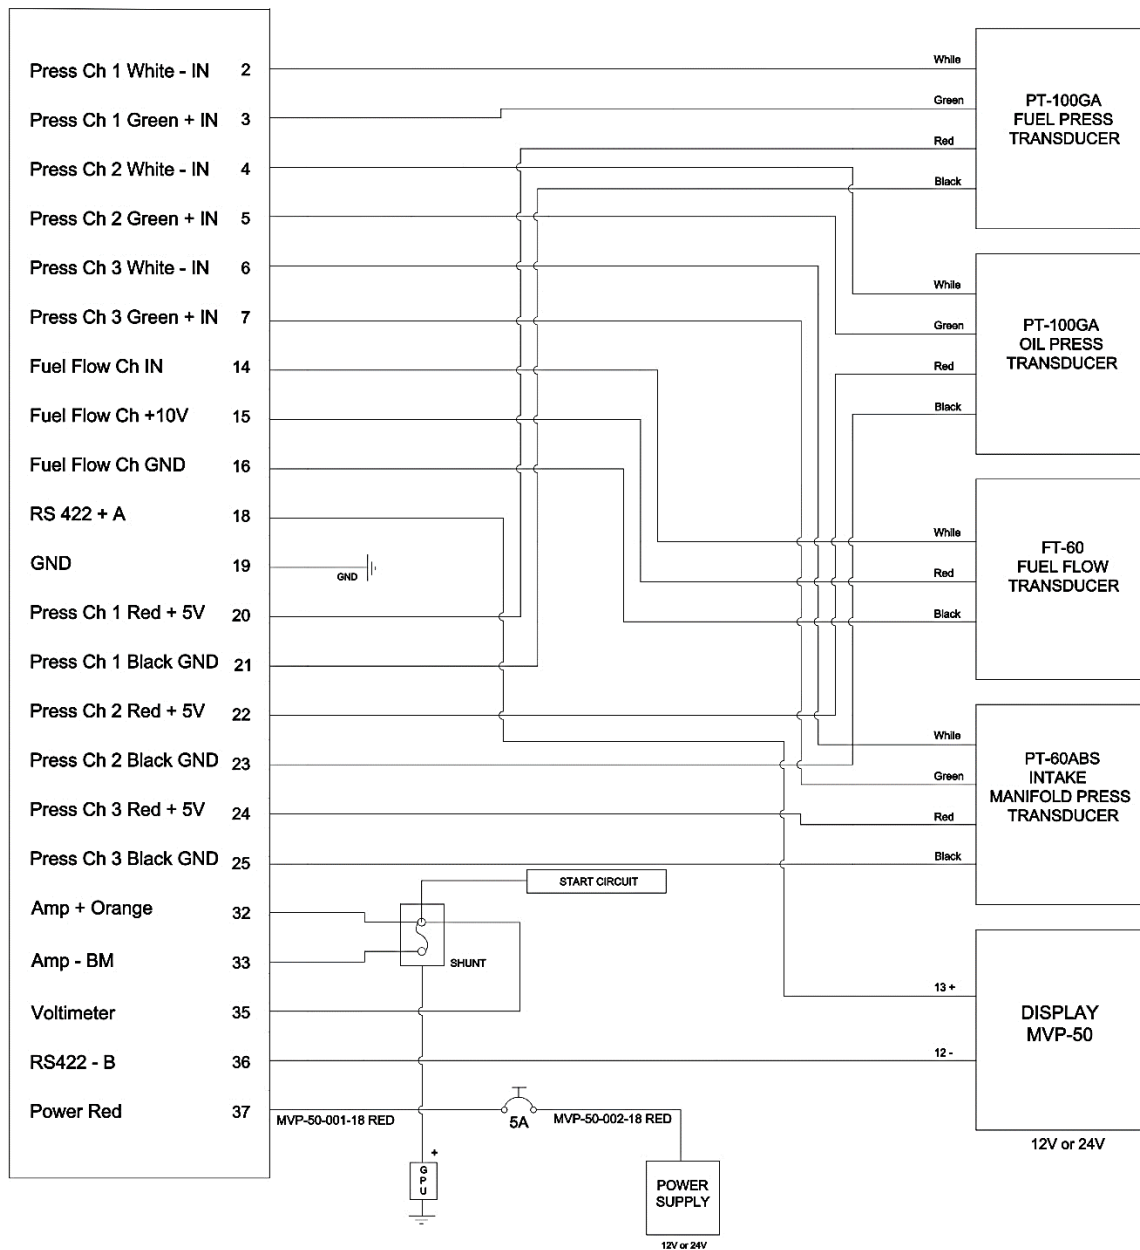 Press Ch 1 White - IN 2
Press Ch 1 Green + IN 3
Press Ch 2 White - IN 4
Press Ch 2 Green + IN 5
Press Ch 3 White - IN 6
Press Ch 3 Green + IN 7
Fuel Flow Ch IN 14
Fuel Flow Ch +10V 15
Fuel Flow Ch GND 16
RS 422 + A 18
GND 19
Press Ch 1 Red + 5V 20
Press Ch 1 Black GND 21
Press Ch 2 Red + 5V 22
Press Ch 2 Black GND 23
Press Ch 3 Red + 5V 24
Press Ch 3 Black GND 25
Amp + Orange 32
Amp - BM 33
Voltimeter 35
RS422 - B 36
Power Red 37
GND
START CIRCUIT
SHUNT
MVP-50-001-18 RED
5A
MVP-50-002-18 RED
+
G
P
U
POWER
SUPPLY
12V or 24V
White
Green
Red
Black
PT-100GA
FUEL PRESS
TRANSDUCER
White
Green
Red
Black
PT-100GA
OIL PRESS
TRANSDUCER
White
Red
Black
FT-60
FUEL FLOW
TRANSDUCER
White
Green
Red
Black
PT-60ABS
INTAKE
MANIFOLD PRESS
TRANSDUCER
13 +
12 -
DISPLAY
MVP-50
12V or 24V